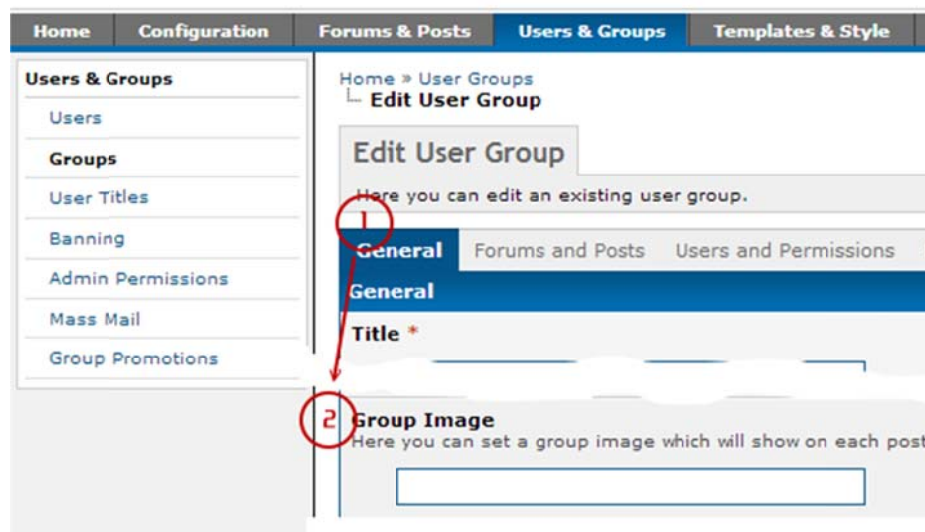 Home Configuration Forums & Posts Users & Groups Templates & Style
Users & Groups
Users
Groups
User Titles
Banning
Admin Permissions
Mass Mail
Group Promotions
Home » User Groups
Edit User Group
Edit User Group
Here you can edit an existing user group.
1
General Forums and Posts Users and Permissions
General
Title *
2
Group Image
Here you can set a group image which will show on each post